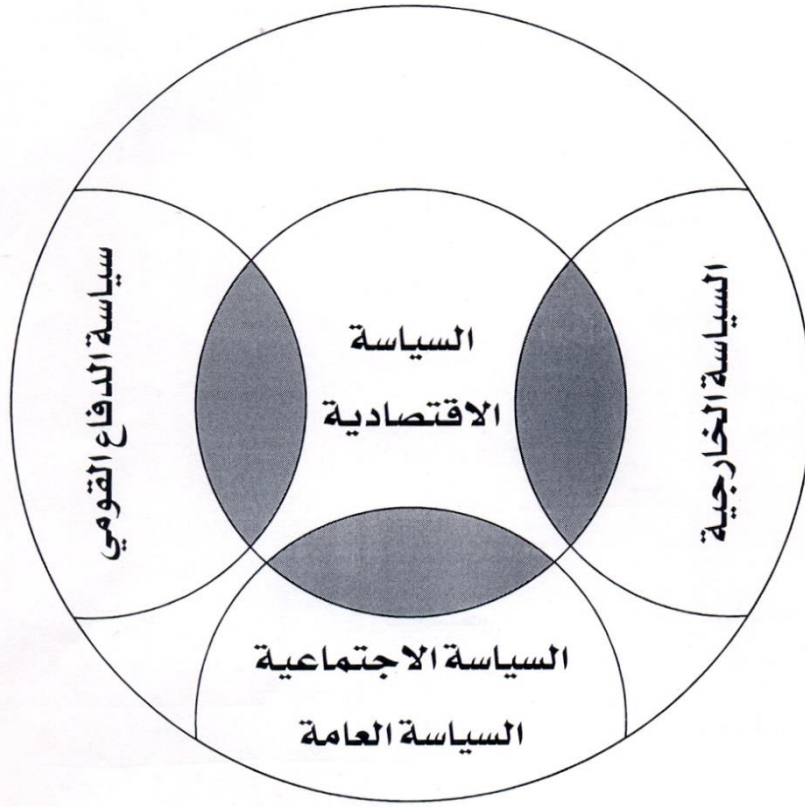 السياسة الخارجية
السياسة
الاقتصادية
سياسة الدفاع القومي
السياسة الاجتماعية
السياسة العامة